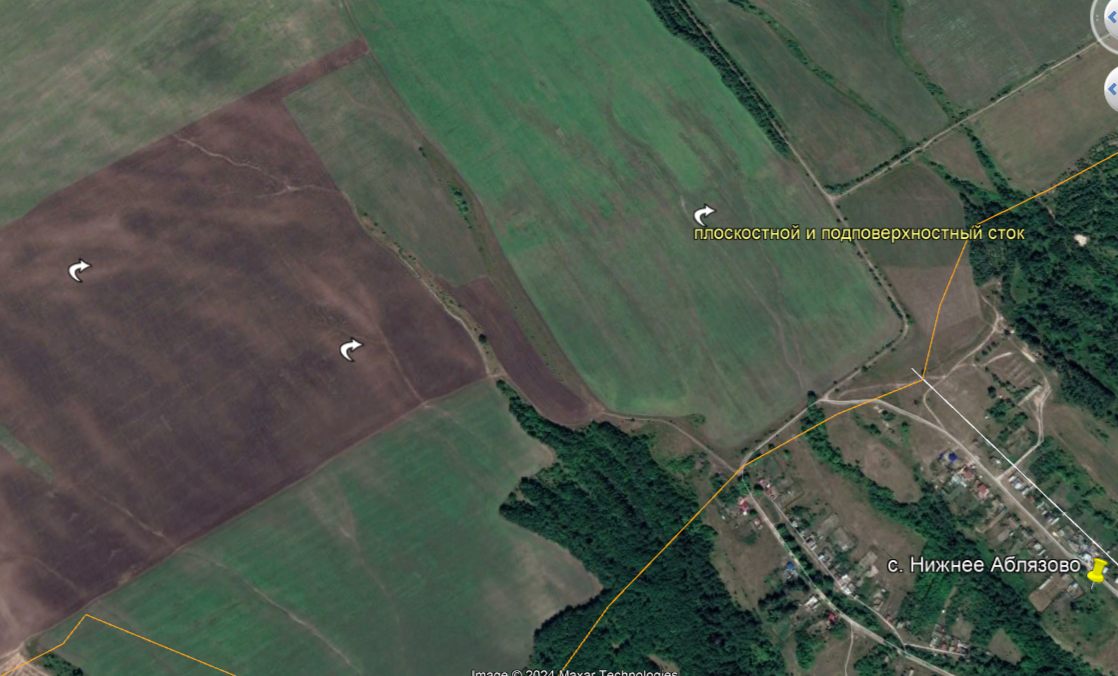 плоскостной и подповерхностный сток
с. Нижнее Аблязово
Image © 2024 Maxar Technologies